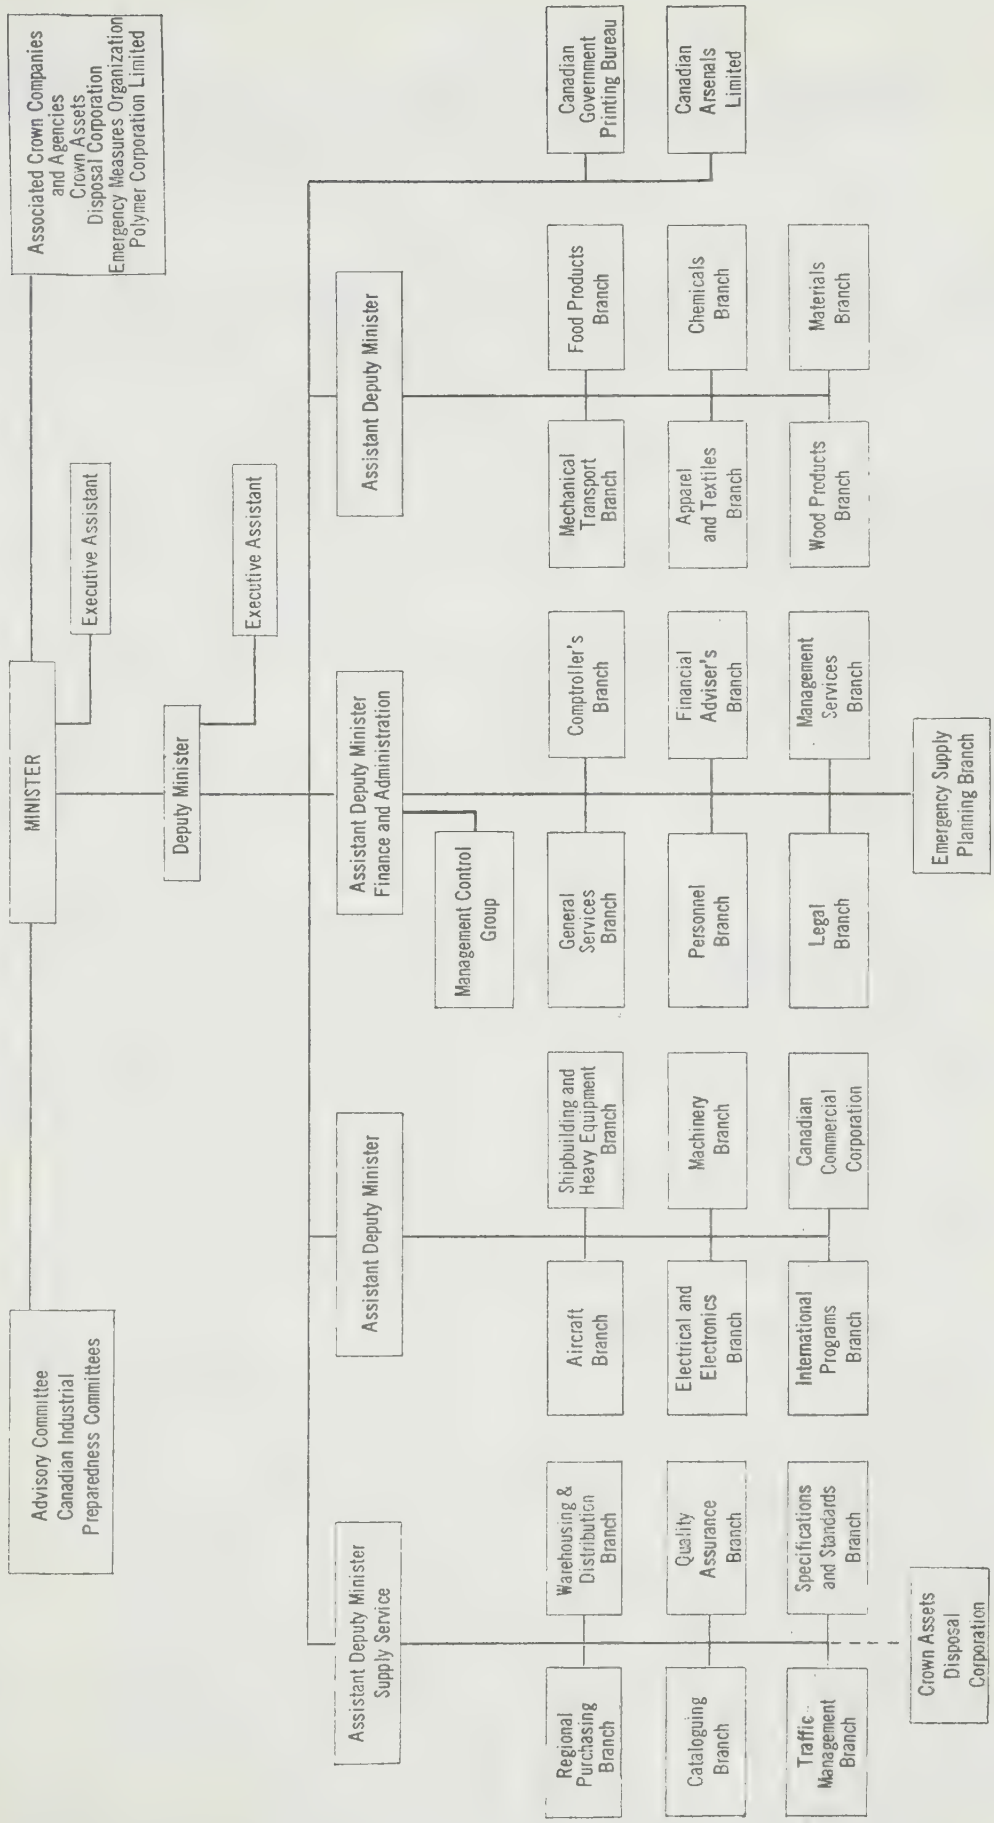 MINISTER
Advisory Committee
Canadian Industrial
Preparedness Committees
Associated Crown Companies
and Agencies
Crown Assets
Disposal Corporation
Emergency Measures Organization
Polymer Corporation Limited
Executive Assistant
Deputy Minister
Executive Assistant
Assistant Deputy Minister
Supply Service
Assistant Deputy Minister
Assistant Deputy Minister
Finance and Administration
Assistant Deputy Minister
Management Control
Group
Regional
Purchasing
Branch
Warehousing &
Distribution
Branch
Aircraft
Branch
Shipbuilding and
Heavy Equipment
Branch
General
Services
Branch
Comptroller's
Branch
Mechanical
Transport
Branch
Food Products
Branch
Canadian
Government
Printing Bureau
Cataloguing
Branch
Quality
Assurance
Branch
Electrical and
Electronics
Branch
Machinery
Branch
Personnel
Branch
Financial
Adviser's
Branch
Apparel
and Textiles
Branch
Chemicals
Branch
Canadian
Arsenals
Limited
Traffic
Management
Branch
Specifications
and Standards
Branch
International
Programs
Branch
Canadian
Commercial
Corporation
Legal
Branch
Management
Services
Branch
Wood Products
Branch
Materials
Branch
Crown Assets
Disposal
Corporation
Emergency Supply
Planning Branch